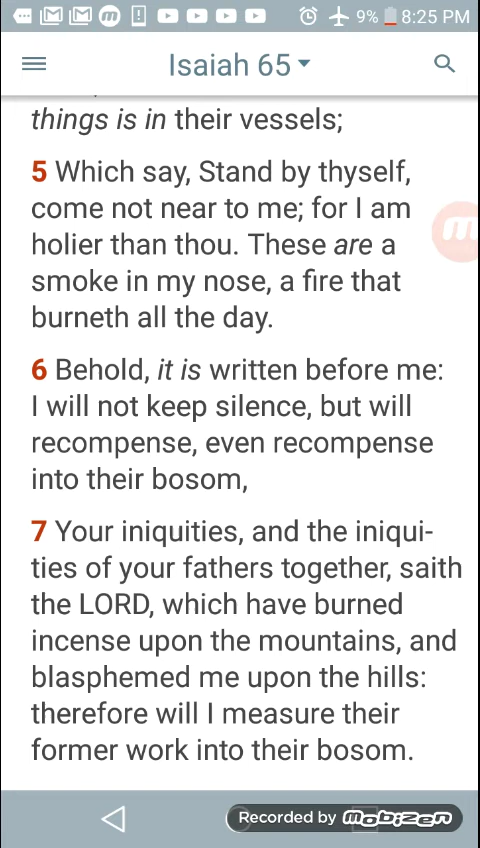 9% 8:25 PM
Isaiah 65
things is in their vessels;
5 Which say, Stand by thyself,
come not near to me; for I am
holier than thou. These are a
smoke in my nose, a fire that
burneth all the day.
6 Behold, it is written before me:
I will not keep silence, but will
recompense, even recompense
into their bosom,
7 Your iniquities, and the iniqui-
ties of your fathers together, saith
the LORD, which have burned
incense upon the mountains, and
blasphemed me upon the hills:
therefore will I measure their
former work into their bosom.
Recorded by mobizen